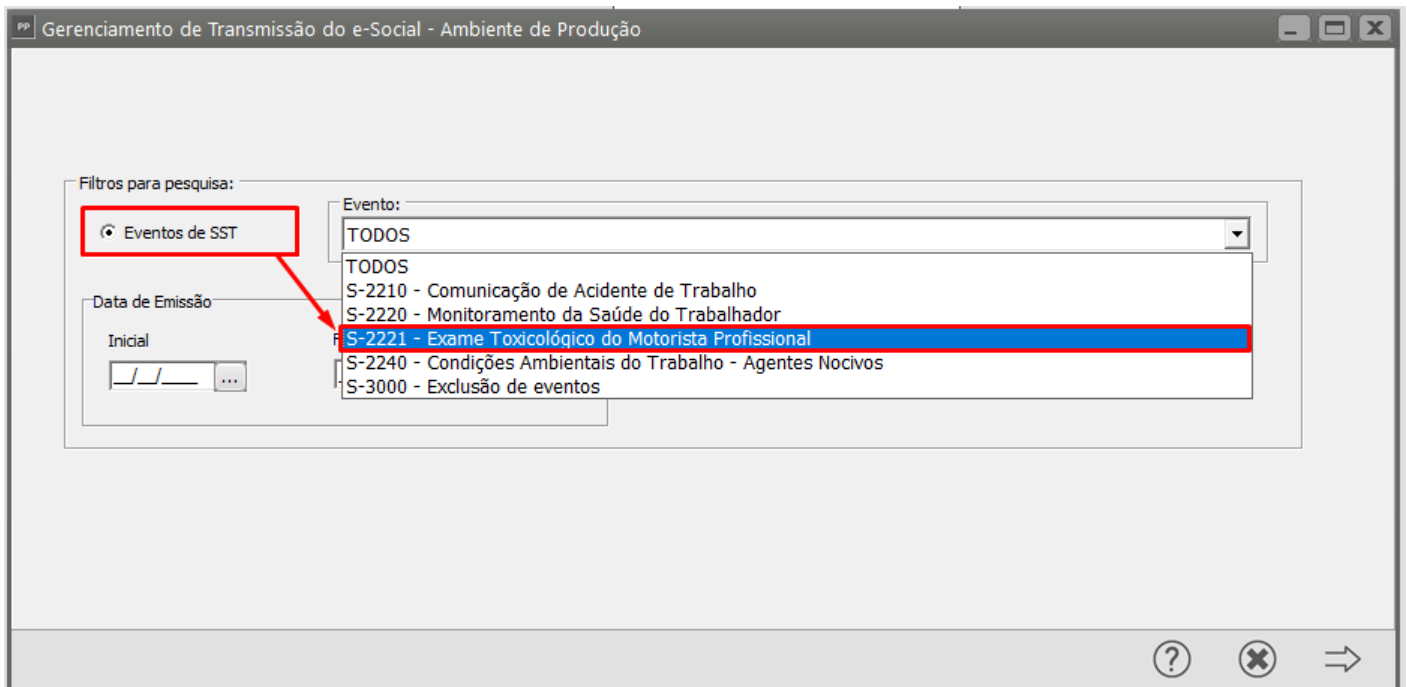 PP Gerenciamento de Transmissão do e-Social - Ambiente de Produção
Filtros para pesquisa:
Eventos de SST
Evento:
TODOS
TODOS
S-2210 - Comunicação de Acidente de Trabalho
S-2220 - Monitoramento da Saúde do Trabalhador
S-2221 - Exame Toxicológico do Motorista Profissional
S-2240 - Condições Ambientais do Trabalho - Agentes Nocivos
S-3000 - Exclusão de eventos
Data de Emissão
Inicial
__/__/____ ...